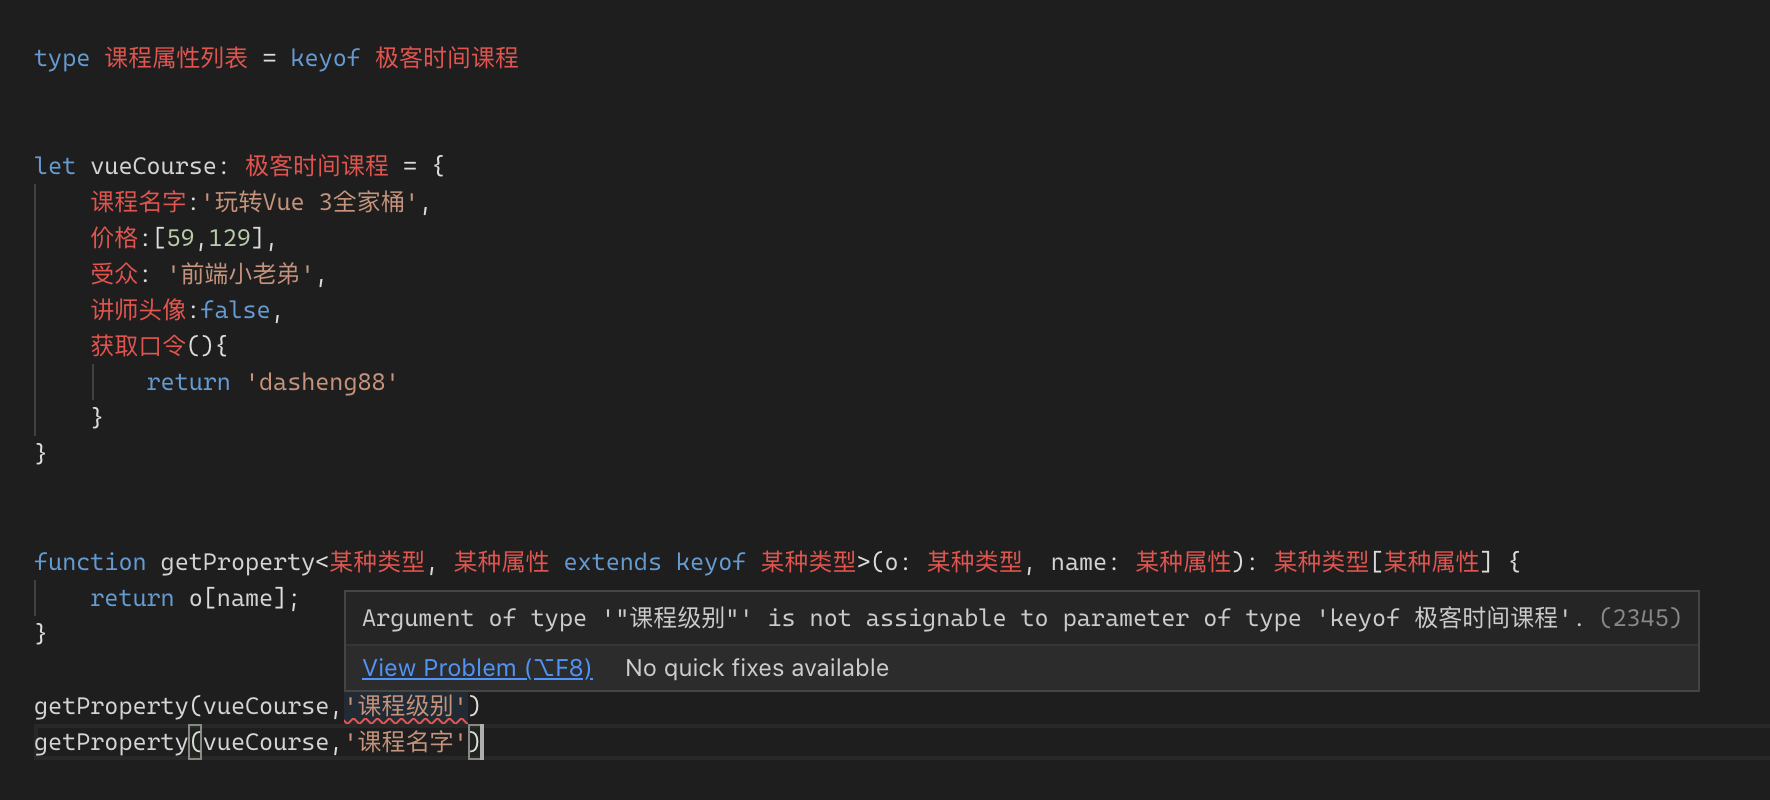 type 课程属性列表 = keyof 极客时间课程
let vueCourse: 极客时间课程 = {
课程名字:'玩转Vue 3全家桶',
价格:[59,129],
受众: '前端小老弟',
讲师头像:false,
获取口令(){
return 'dasheng88'
}
}
function getProperty<某种类型, 某种属性 extends keyof 某种类型>(o: 某种类型, name: 某种属性): 某种类型[某种属性] {
return o[name];
}
Argument of type '"课程级别"' is not assignable to parameter of type 'keyof 极客时间课程'. (2345)
View Problem (⌥F8) No quick fixes available
getProperty(vueCourse,'课程级别')
getProperty(vueCourse,'课程名字')